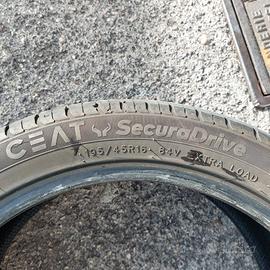 CEAT SecuraDrive
195/45R16 84V EXTRA LOAD